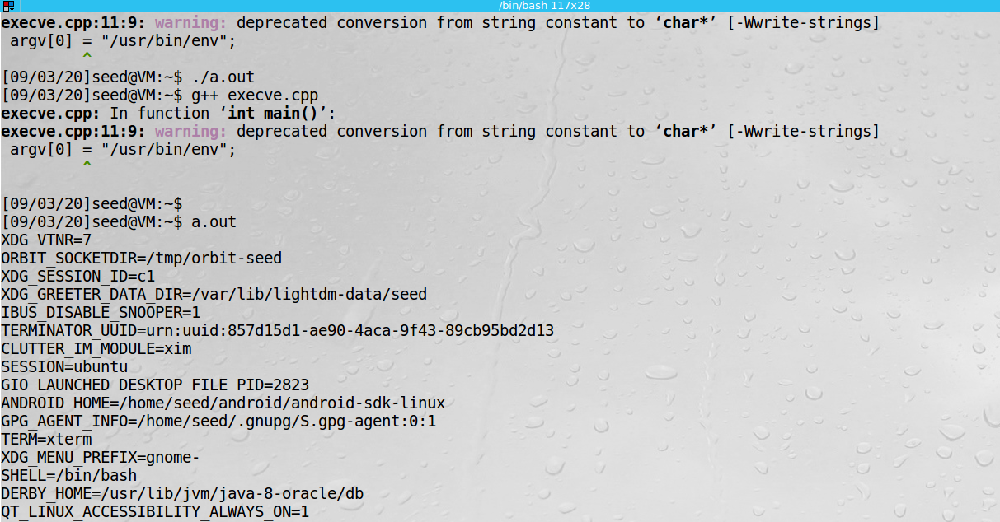 /bin/bash 117x28
execve.cpp:11:9: warning: deprecated conversion from string constant to ‘char*’ [-Wwrite-strings]
 argv[0] = "/usr/bin/env";
         ^
[09/03/20]seed@VM:~$ ./a.out
[09/03/20]seed@VM:~$ g++ execve.cpp
execve.cpp: In function ‘int main()’:
execve.cpp:11:9: warning: deprecated conversion from string constant to ‘char*’ [-Wwrite-strings]
 argv[0] = "/usr/bin/env";
         ^
[09/03/20]seed@VM:~$
[09/03/20]seed@VM:~$ a.out
XDG_VTNR=7
ORBIT_SOCKETDIR=/tmp/orbit-seed
XDG_SESSION_ID=c1
XDG_GREETER_DATA_DIR=/var/lib/lightdm-data/seed
IBUS_DISABLE_SNOOPER=1
TERMINATOR_UUID=urn:uuid:857d15d1-ae90-4aca-9f43-89cb95bd2d13
CLUTTER_IM_MODULE=xim
SESSION=ubuntu
GIO_LAUNCHED_DESKTOP_FILE_PID=2823
ANDROID_HOME=/home/seed/android/android-sdk-linux
GPG_AGENT_INFO=/home/seed/.gnupg/S.gpg-agent:0:1
TERM=xterm
XDG_MENU_PREFIX=gnome-
SHELL=/bin/bash
DERBY_HOME=/usr/lib/jvm/java-8-oracle/db
QT_LINUX_ACCESSIBILITY_ALWAYS_ON=1